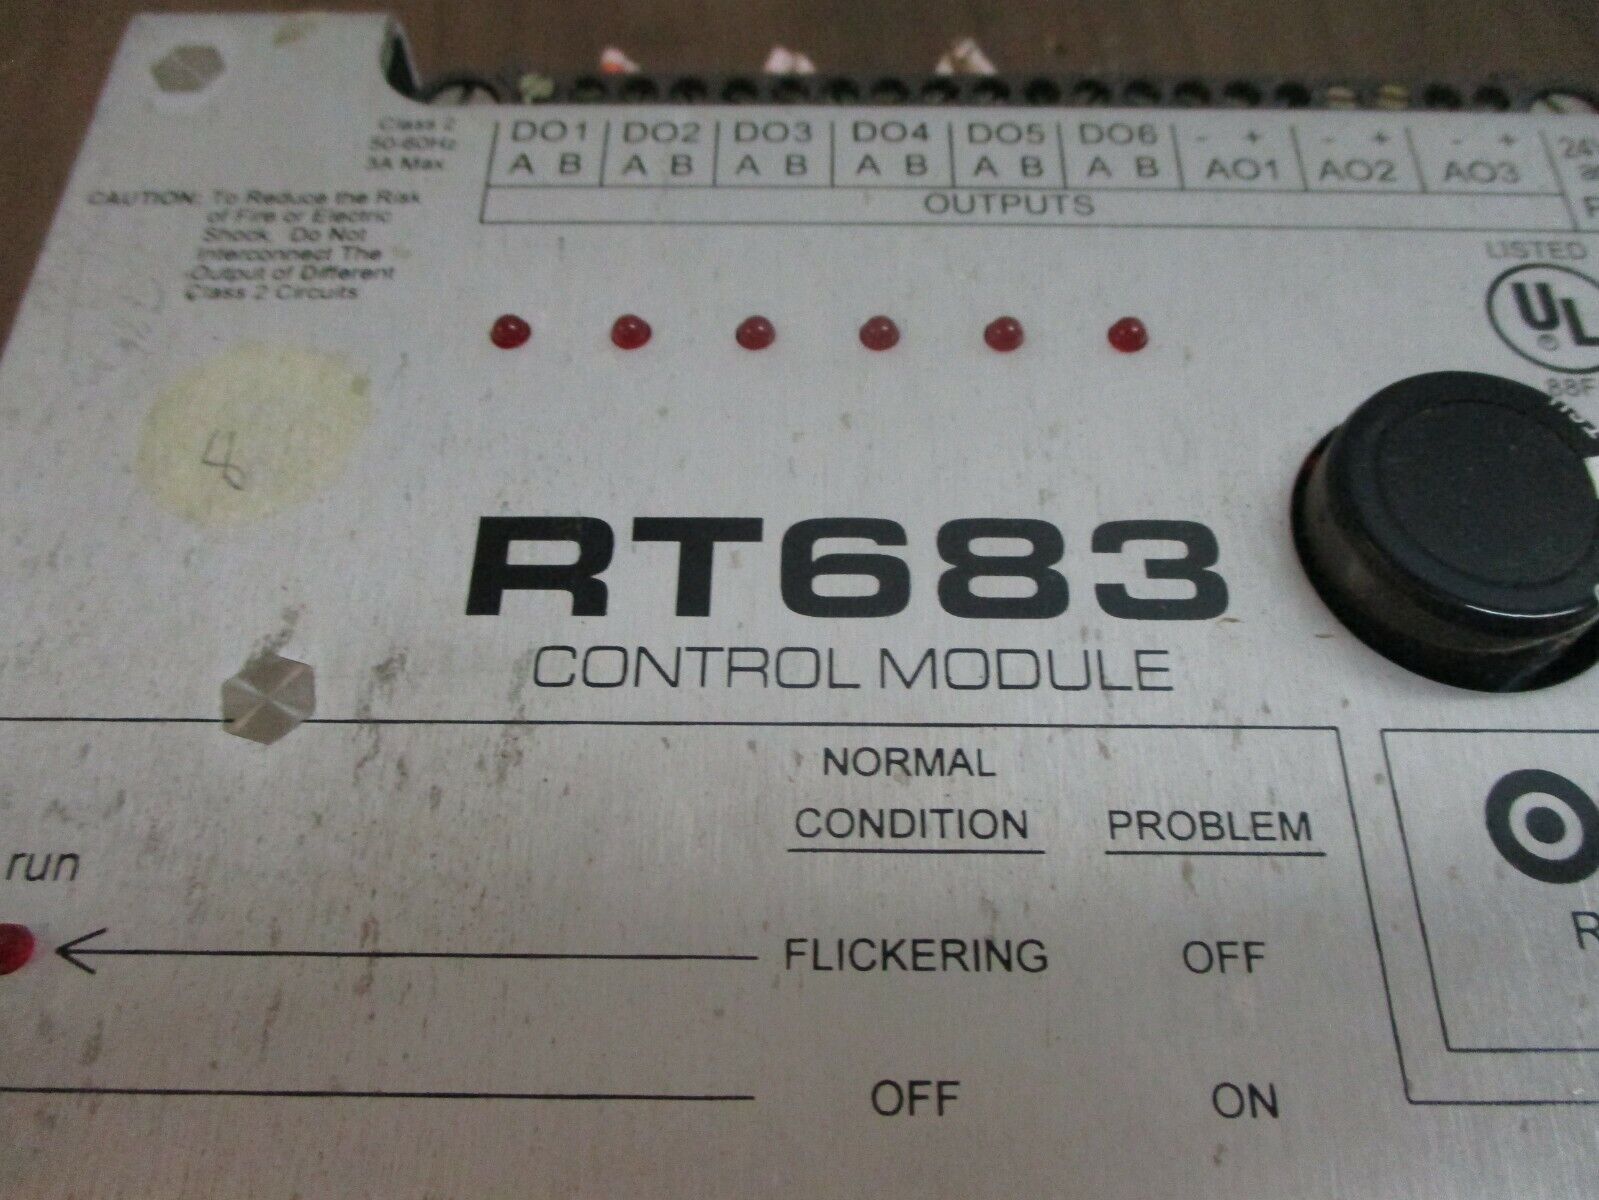 Class 2
50-60Hz
3A Max
CAUTION: To Reduce the Risk
of Fire or Electric
Shock, Do Not
Interconnect The
Output of Different
Class 2 Circuits
DO1 DO2 DO3 DO4 DO5 DO6 - + - + - +
A B A B A B A B A B A B AO1 AO2 AO3
OUTPUTS
LISTED
UL
®
8
RT683
CONTROL MODULE
NORMAL
CONDITION PROBLEM
run
FLICKERING OFF
OFF ON